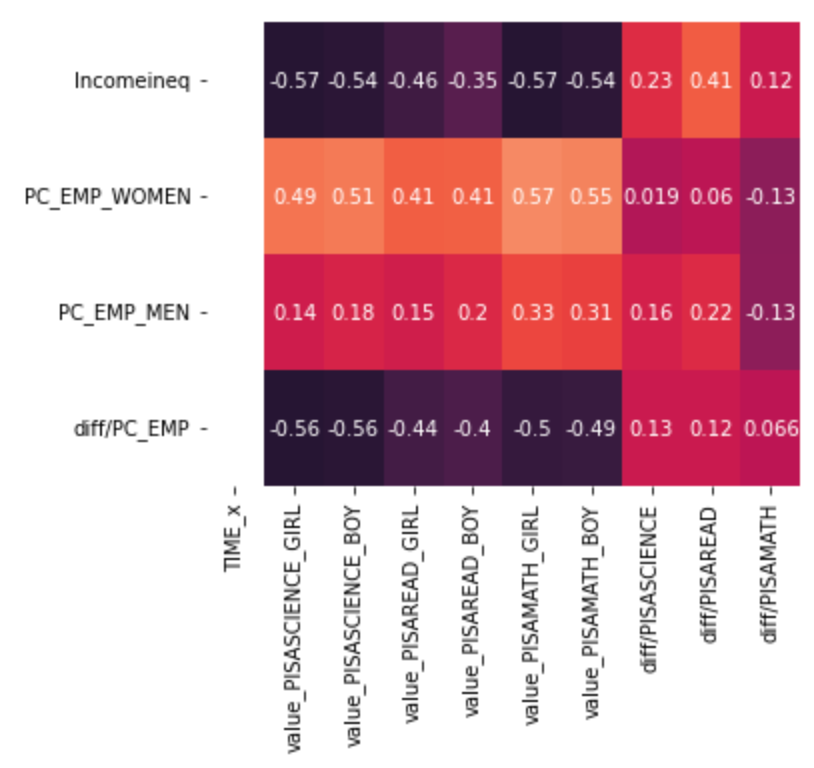 Incomeineq -0.57 -0.54 -0.46 -0.35 -0.57 -0.54 0.23 0.41 0.12
PC_EMP_WOMEN 0.49 0.51 0.41 0.41 0.57 0.55 0.019 0.06 -0.13
PC_EMP_MEN 0.14 0.18 0.15 0.2 0.33 0.31 0.16 0.22 -0.13
diff/PC_EMP -0.56 -0.56 -0.44 -0.4 -0.5 -0.49 0.13 0.12 0.066
TIME_x
value_PISASCIENCE_GIRL
value_PISASCIENCE_BOY
value_PISAREAD_GIRL
value_PISAREAD_BOY
value_PISAMATH_GIRL
value_PISAMATH_BOY
diff/PISASCIENCE
diff/PISAREAD
diff/PISAMATH